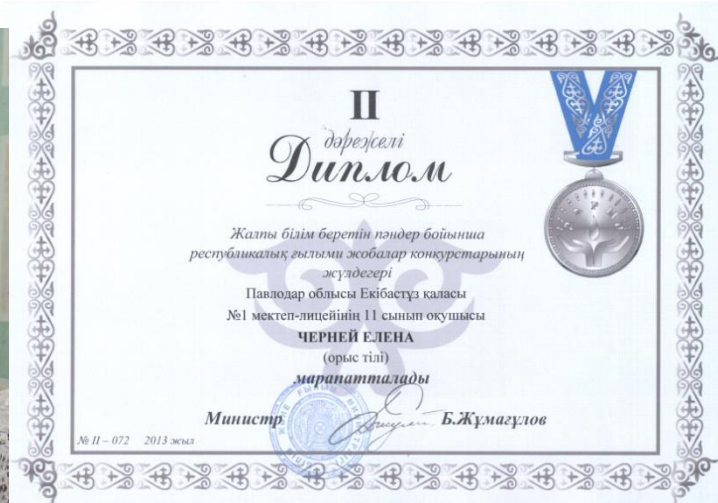 II
дәрежелі
Диплом
Жалпы білім беретін пәндер бойынша
республикалық ғылыми жобалар конкурстарының
жүлдегері
Павлодар облысы Екібастұз қаласы
№1 мектеп-лицейінің 11 сынып оқушысы
ЧЕРНЕЙ ЕЛЕНА
(орыс тілі)
марапатталады
Министр Б.Жұмағұлов
№ II – 072 2013 жыл